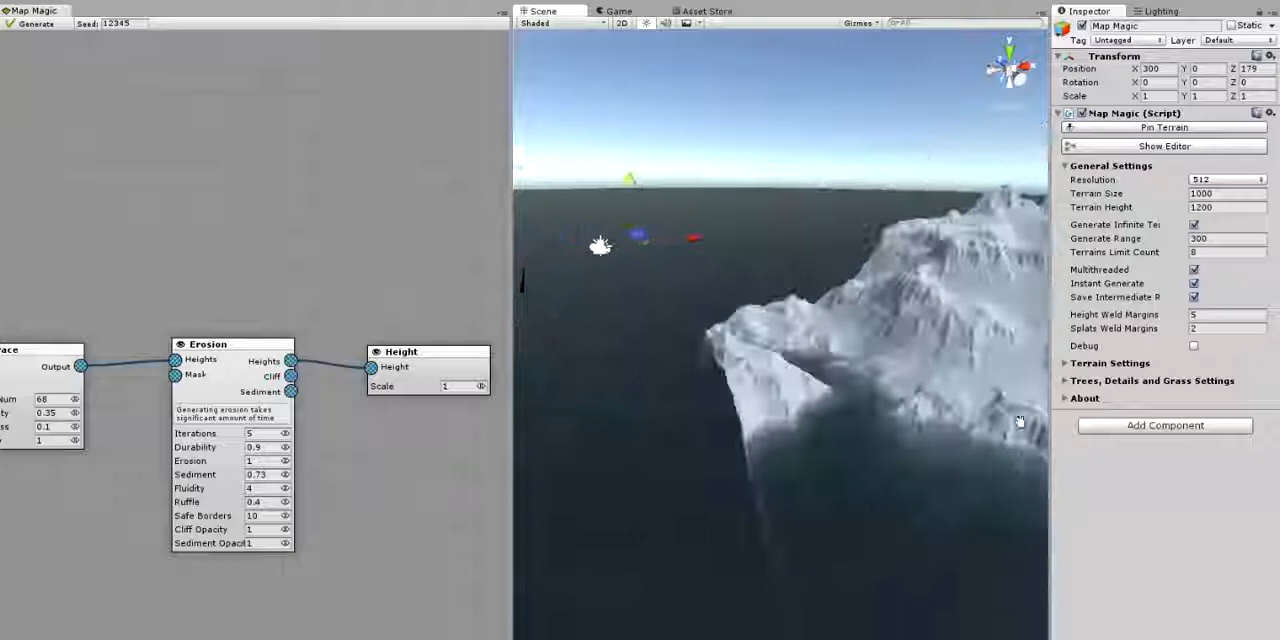 Map Magic
Generate Seed: 12345
Output
Num 68
0.35
0.1
1
Erosion
Heights Heights
Mask Cliff
Sediment
Generating erosion takes
significant amount of time
Iterations 5
Durability 0.9
Erosion 1
Sediment 0.73
Fluidity 4
Ruffle 0.4
Safe Borders 10
Cliff Opacity 1
Sediment Opacit 1
Height
Height
Scale 1
Scene Game Asset Store
Shaded 2D Gizmos
Y
Inspector Lighting
Map Magic Static
Tag Untagged Layer Default
Transform
Position X 300 Y 0 Z 179
Rotation X 0 Y 0 Z 0
Scale X 1 Y 1 Z 1
Map Magic (Script)
Pin Terrain
Show Editor
General Settings
Resolution 512
Terrain Size 1000
Terrain Height 1200
Generate Infinite Te
Generate Range 300
Terrains Limit Count 8
Multithreaded
Instant Generate
Save Intermediate R
Height Weld Margins 5
Splats Weld Margins 2
Debug
Terrain Settings
Trees, Details and Grass Settings
About
Add Component